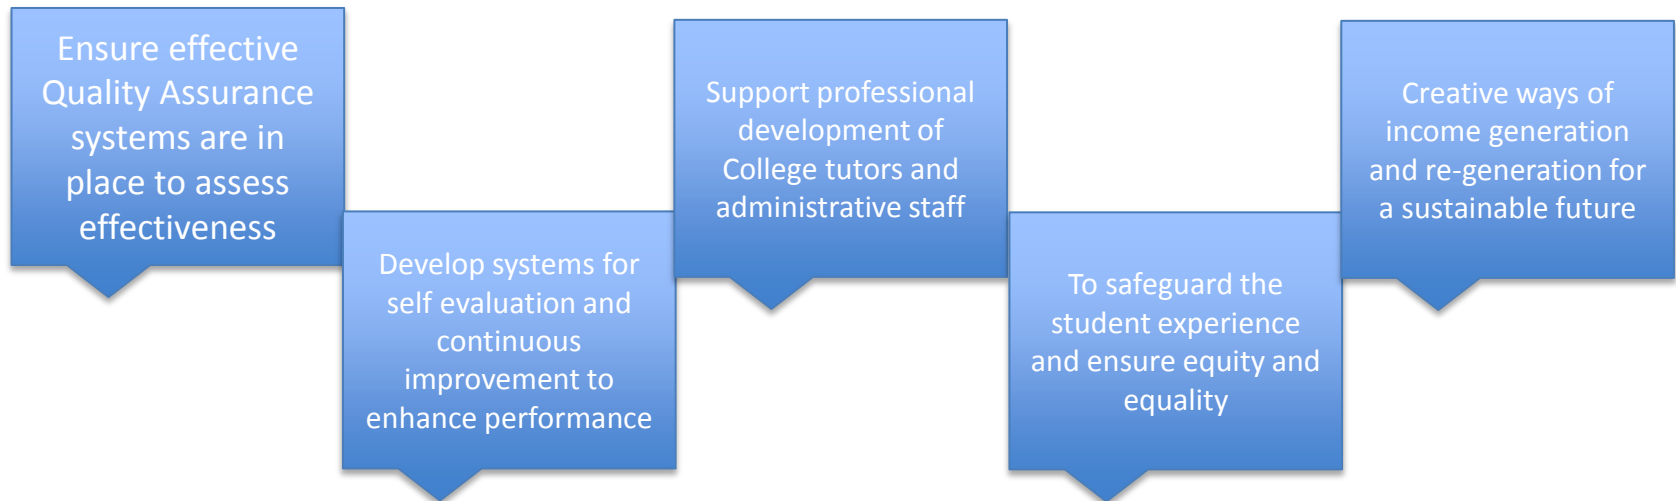 Ensure effective
Quality Assurance
systems are in
place to assess
effectiveness
Develop systems for
self evaluation and
continuous
improvement to
enhance performance
Support professional
development of
College tutors and
administrative staff
To safeguard the
student experience
and ensure equity and
equality
Creative ways of
income generation
and re-generation for
a sustainable future